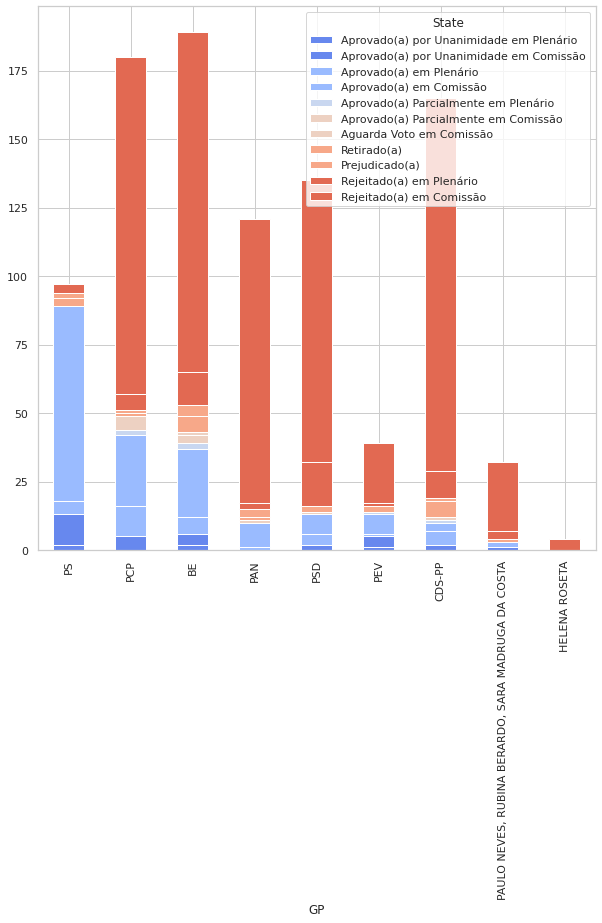 State
Aprovado(a) por Unanimidade em Plenário
Aprovado(a) por Unanimidade em Comissão
Aprovado(a) em Plenário
Aprovado(a) em Comissão
Aprovado(a) Parcialmente em Plenário
Aprovado(a) Parcialmente em Comissão
Aguarda Voto em Comissão
Retirado(a)
Prejudicado(a)
Rejeitado(a) em Plenário
Rejeitado(a) em Comissão
175
150
125
100
75
50
25
0
PS
PCP
BE
PAN
PSD
PEV
CDS-PP
PAULO NEVES, RUBINA BERARDO, SARA MADRUGA DA COSTA
HELENA ROSETA
GP